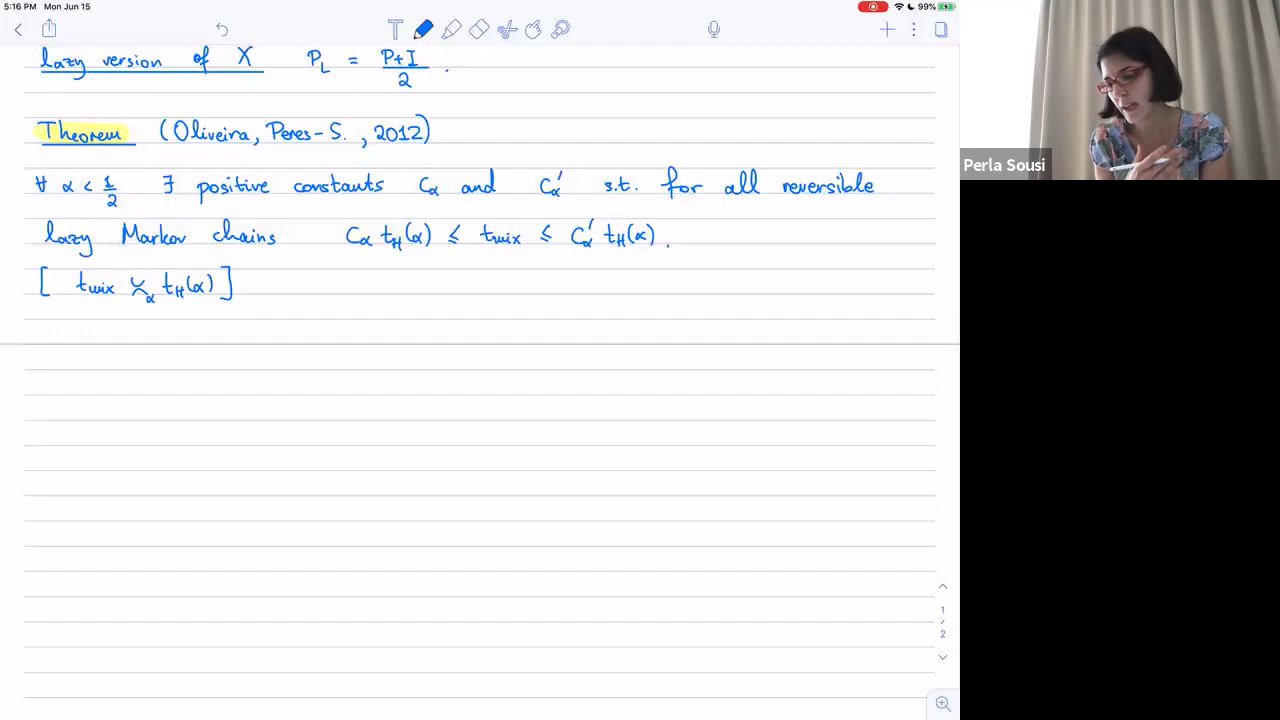 5:16 PM Mon Jun 15
99%
lazy version of X P_L = P+I / 2 .
Theorem (Oliveira, Peres-S., 2012)
∀ α < 1/2 ∃ positive constants C_α and C_α' s.t. for all reversible
lazy Markov chains C_α t_H(α) ≤ t_mix ≤ C_α' t_H(α) .
[ t_mix ≍_α t_H(α) ]
Perla Sousi
1
/
2